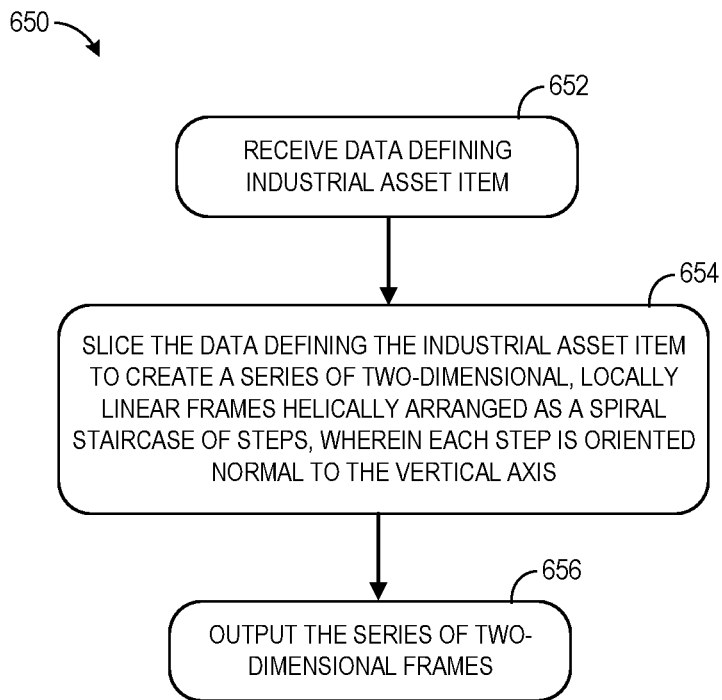 650
652
RECEIVE DATA DEFINING
INDUSTRIAL ASSET ITEM
654
SLICE THE DATA DEFINING THE INDUSTRIAL ASSET ITEM
TO CREATE A SERIES OF TWO-DIMENSIONAL, LOCALLY
LINEAR FRAMES HELICALLY ARRANGED AS A SPIRAL
STAIRCASE OF STEPS, WHEREIN EACH STEP IS ORIENTED
NORMAL TO THE VERTICAL AXIS
656
OUTPUT THE SERIES OF TWO-
DIMENSIONAL FRAMES